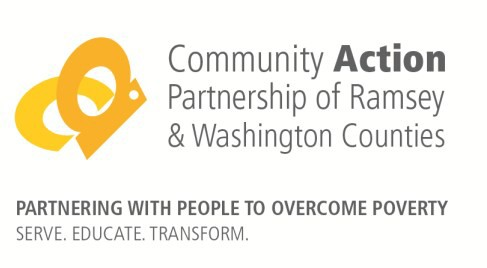 Community Action
Partnership of Ramsey
& Washington Counties
PARTNERING WITH PEOPLE TO OVERCOME POVERTY
SERVE. EDUCATE. TRANSFORM.